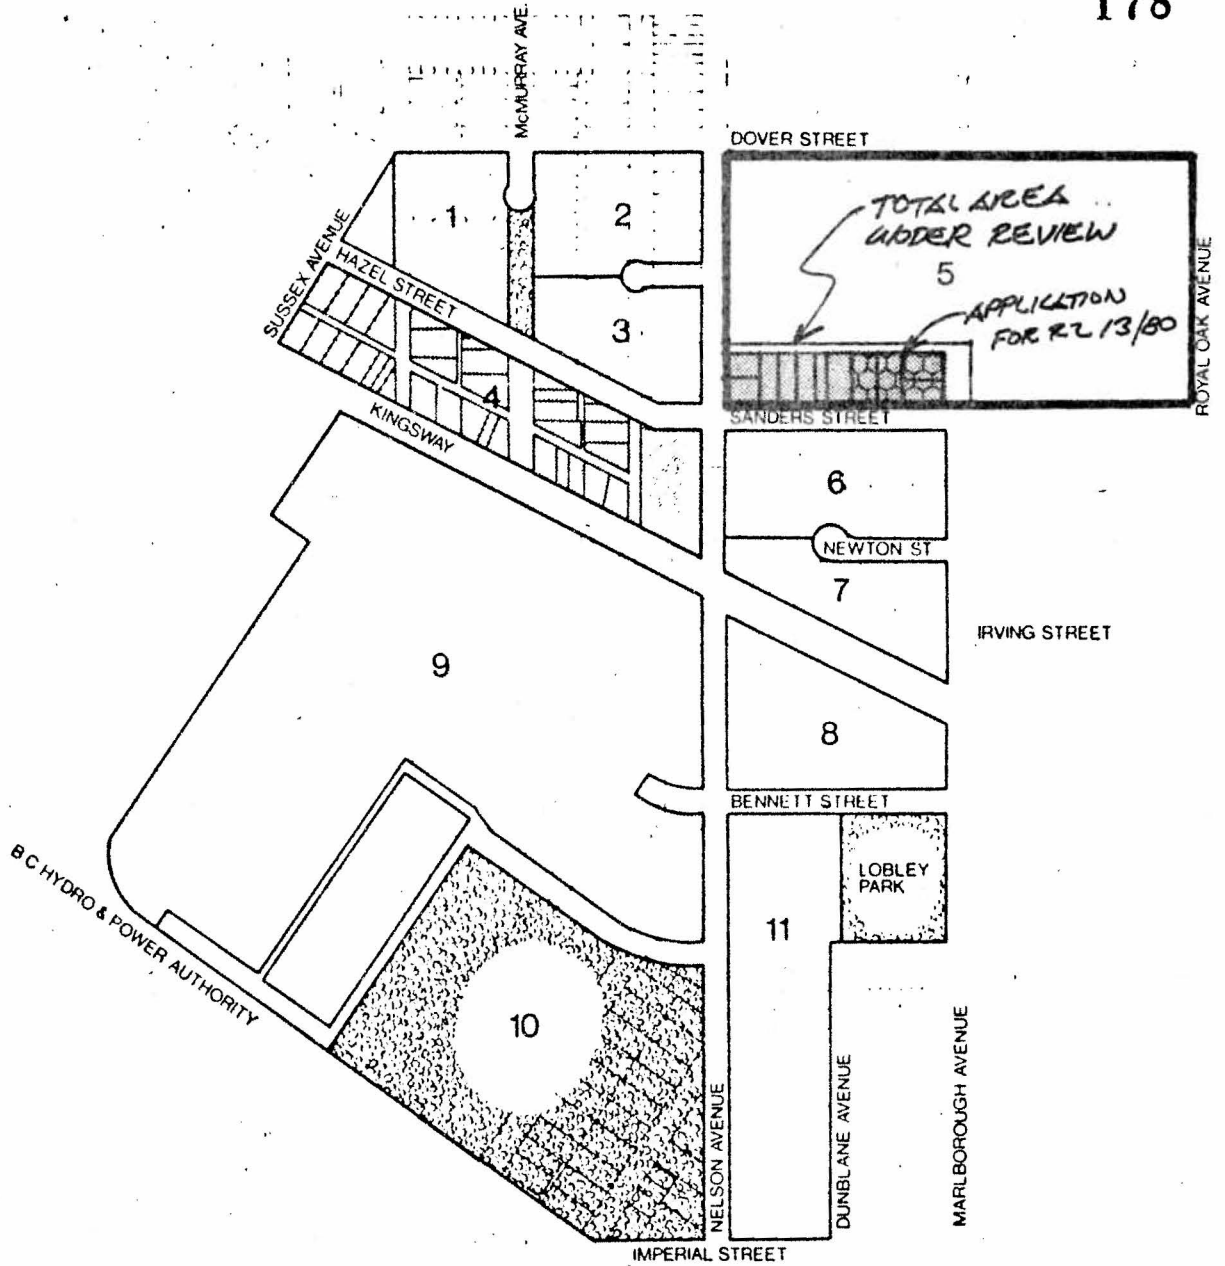 178
McMURRAY AVE.
DOVER STREET
1
2
TOTAL AREA
UNDER REVIEW
5
SUSSEX AVENUE
HAZEL STREET
3
APPLICATION
FOR RZ 13/80
ROYAL OAK AVENUE
4
KINGSWAY
SANDERS STREET
6
NEWTON ST
7
IRVING STREET
9
8
BENNETT STREET
B C HYDRO & POWER AUTHORITY
LOBLEY
PARK
11
10
NELSON AVENUE
DUNBLANE AVENUE
MARLBOROUGH AVENUE
IMPERIAL STREET